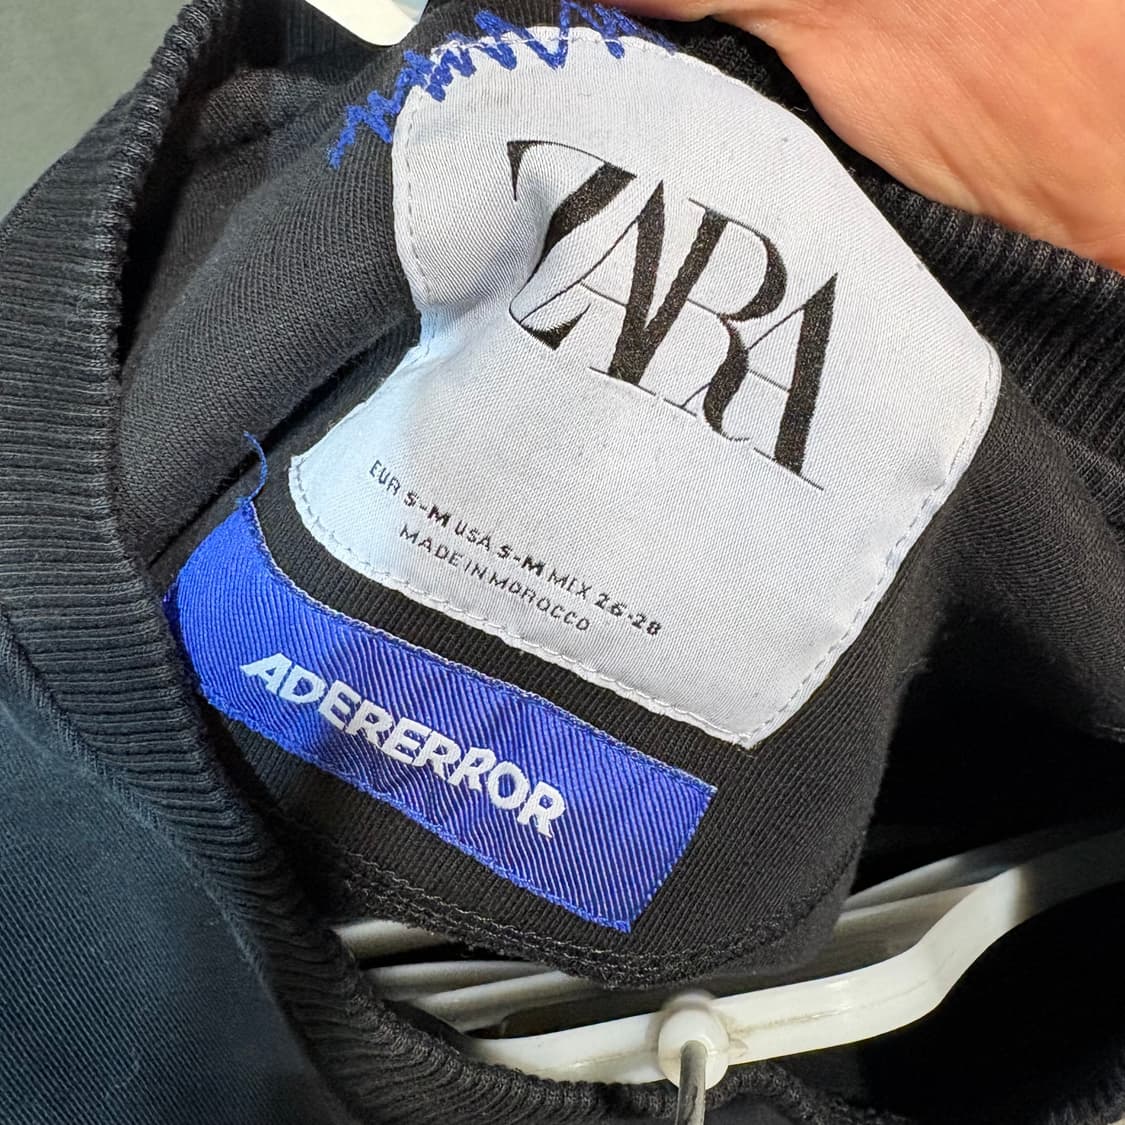 ZARA
EUR S-M USA S-M MEX 26-28
MADE IN MOROCCO
ADERERROR